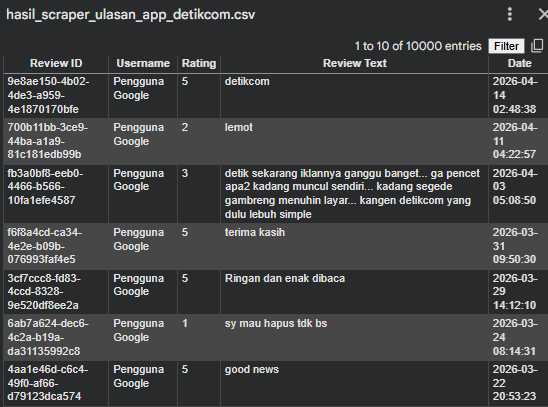 hasil_scraper_ulasan_app_detikcom.csv
1 to 10 of 10000 entries Filter
Review ID Username Rating Review Text Date
9e8ae150-4b02-4de3-a959-4e1870170bfe Pengguna Google 5 detikcom 2026-04-14 02:48:38
700b11bb-3ce9-44ba-a1a9-81c181edb99b Pengguna Google 2 lemot 2026-04-11 04:22:57
fb3a0bf8-eeb0-4466-b566-10fa1efe4587 Pengguna Google 3 detik sekarang iklannya ganggu banget... ga pencet apa2 kadang muncul sendiri... kadang segede gambreng menuhin layar... kangen detikcom yang dulu lebuh simple 2026-04-03 05:08:50
f6f8a4cd-ca34-4e2e-b09b-076993faf4e5 Pengguna Google 5 terima kasih 2026-03-31 09:50:30
3cf7ccc8-fd83-4ccd-8328-9e520df8ee2a Pengguna Google 5 Ringan dan enak dibaca 2026-03-29 14:12:10
6ab7a624-dec6-4c2a-b19a-da31135992c8 Pengguna Google 1 sy mau hapus tdk bs 2026-03-24 08:14:31
4aa1e46d-c6c4-49f0-af66-d79123dca574 Pengguna Google 5 good news 2026-03-22 20:53:23